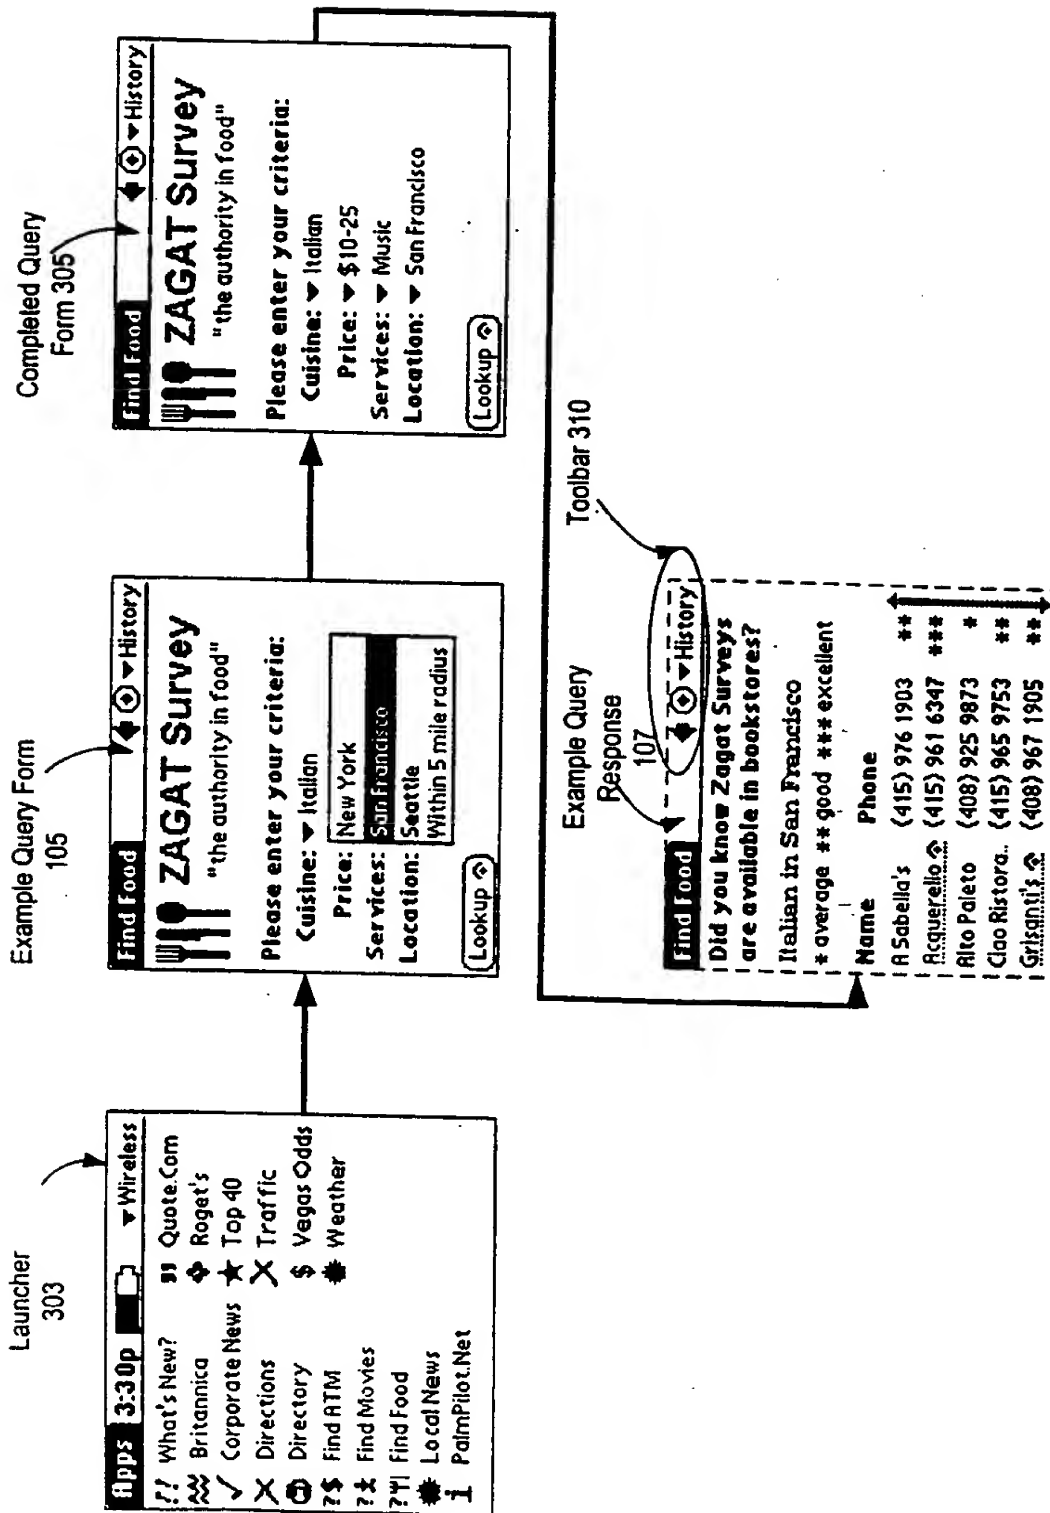 Launcher
303
Apps 3:30p ▼Wireless
?? What's New?
Britannica
Corporate News
Directions
Directory
?$ Find ATM
? Find Movies
? Find Food
Local News
i PalmPilot.Net
Quote.Com
Roget's
Top 40
Traffic
$ Vegas Odds
Weather
Example Query Form
105
Find Food ▼History
ZAGAT Survey
"the authority in food"
Please enter your criteria:
Cuisine: ▼ Italian
Price: New York
Services: San Francisco
Location: Seattle
Within 5 mile radius
Lookup
Completed Query
Form 305
Find Food ▼History
ZAGAT Survey
"the authority in food"
Please enter your criteria:
Cuisine: ▼ Italian
Price: ▼ $10-25
Services: ▼ Music
Location: ▼ San Francisco
Lookup
Example Query
Response
107
Toolbar 310
Find Food ▼History
Did you know Zagat Surveys
are available in bookstores?
Italian in San Francisco
* average ** good *** excellent
Name Phone
A Sabella's (415) 976 1903 **
Acquerello (415) 961 6347 ***
Alto Paleto (408) 925 9873 *
Ciao Ristora.. (415) 965 9753 **
Grisanti's (408) 967 1905 **